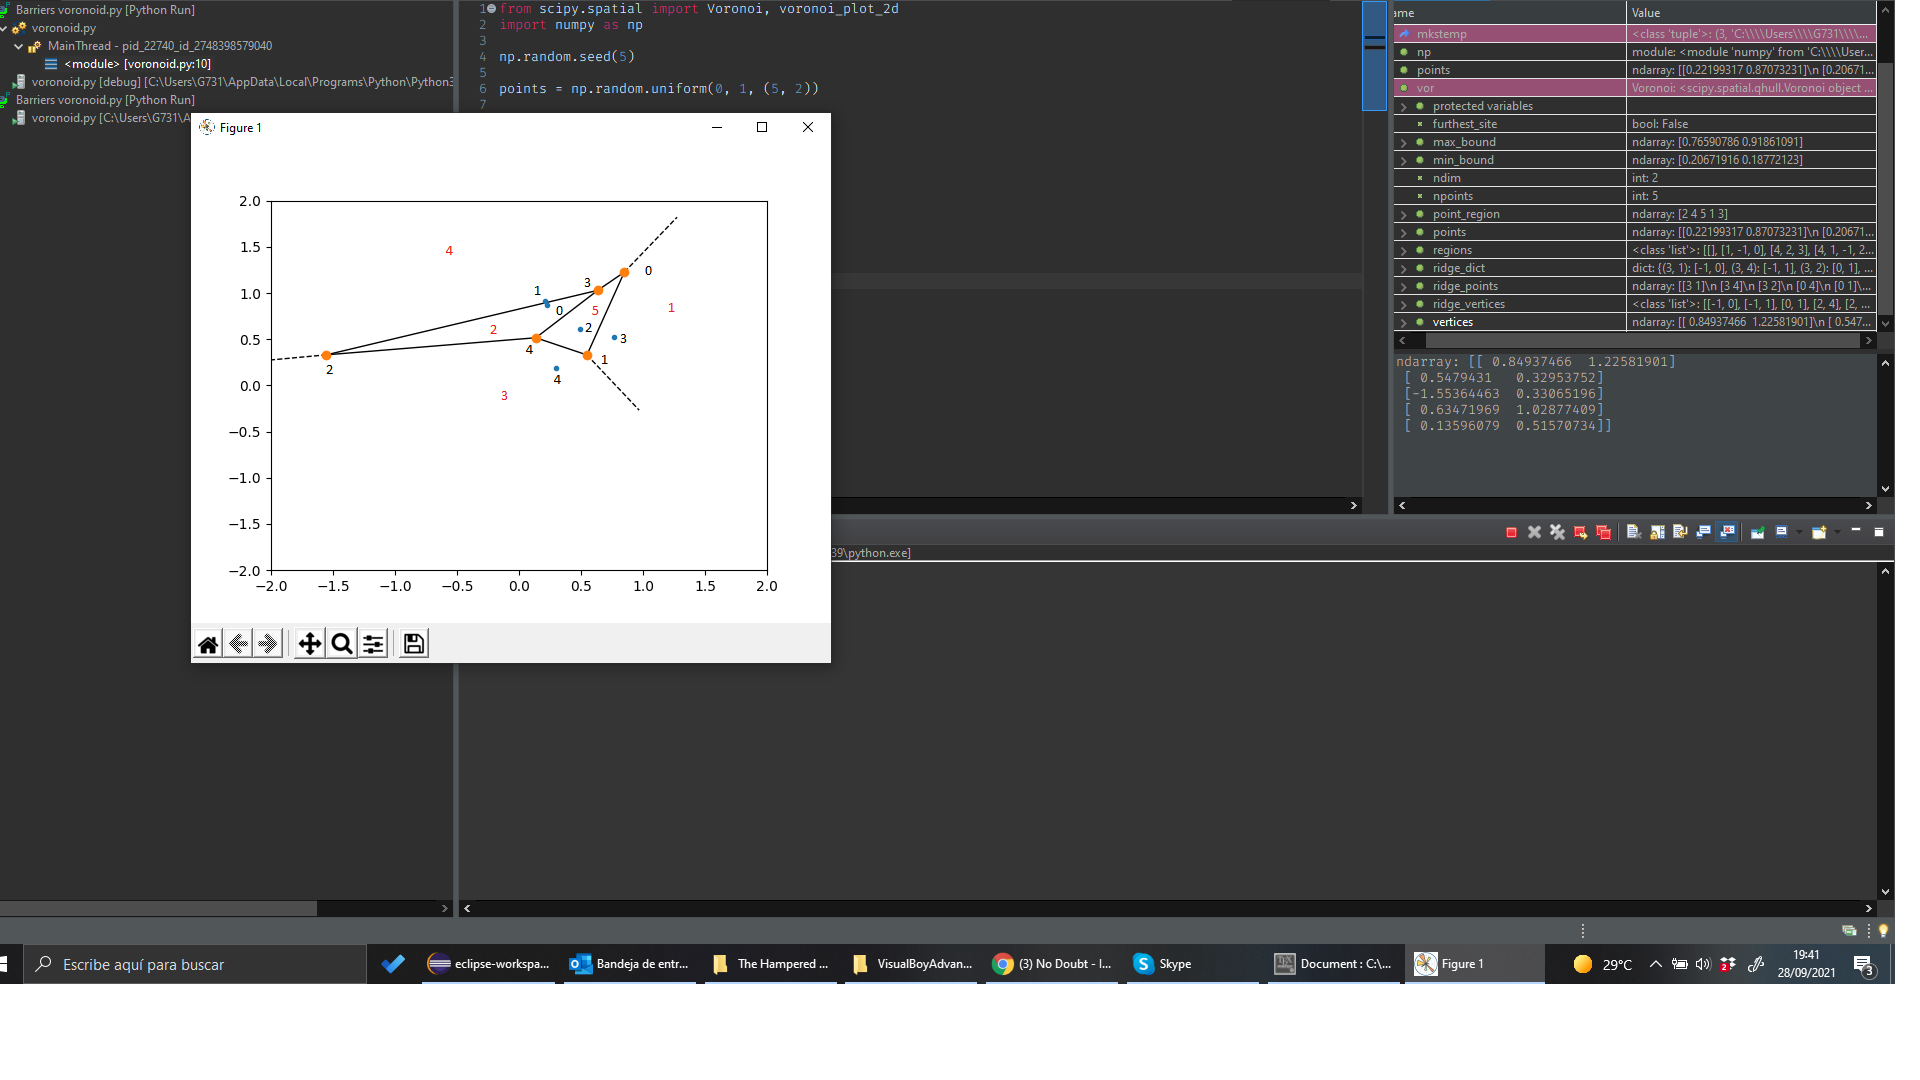 Barriers voronoid.py [Python Run]
voronoid.py
MainThread - pid_22740_id_2748398579040
<module> [voronoid.py:10]
voronoid.py [debug] [C:\Users\G731\AppData\Local\Programs\Python\Python3
Barriers voronoid.py [Python Run]
voronoid.py [C:\Users\G731\A
1 from scipy.spatial import Voronoi, voronoi_plot_2d
2 import numpy as np
3
4 np.random.seed(5)
5
6 points = np.random.uniform(0, 1, (5, 2))
7
Figure 1
2.0
1.5
1.0
0.5
0.0
−0.5
−1.0
−1.5
−2.0
−2.0 −1.5 −1.0 −0.5 0.0 0.5 1.0 1.5 2.0
4
0
3
1
0
5
1
2
2
3
4
1
2
4
3
ame Value
mkstemp <class 'tuple'>: (3, 'C:\\\\Users\\\\G731\\\\...
np module: <module 'numpy' from 'C:\\\\User...
points ndarray: [[0.22199317 0.87073231]\n [0.20671...
vor Voronoi: <scipy.spatial.qhull.Voronoi object ...
protected variables
furthest_site bool: False
max_bound ndarray: [0.76590786 0.91861091]
min_bound ndarray: [0.20671916 0.18772123]
ndim int: 2
npoints int: 5
point_region ndarray: [2 4 5 1 3]
points ndarray: [[0.22199317 0.87073231]\n [0.20671...
regions <class 'list'>: [[], [1, -1, 0], [4, 2, 3], [4, 1, -1, 2...
ridge_dict dict: {(3, 1): [-1, 0], (3, 4): [-1, 1], (3, 2): [0, 1], ...
ridge_points ndarray: [[3 1]\n [3 4]\n [3 2]\n [0 4]\n [0 1]\...
ridge_vertices <class 'list'>: [[-1, 0], [-1, 1], [0, 1], [2, 4], [2, ...
vertices ndarray: [[ 0.84937466 1.22581901]\n [ 0.547...
ndarray: [[ 0.84937466 1.22581901]
[ 0.5479431 0.32953752]
[-1.55364463 0.33065196]
[ 0.63471969 1.02877409]
[ 0.13596079 0.51570734]]
39\python.exe]
Escribe aquí para buscar
eclipse-workspa...
Bandeja de entr...
The Hampered ...
VisualBoyAdvan...
(3) No Doubt - I...
Skype
Document : C:\...
Figure 1
29°C
2
19:41
28/09/2021
3